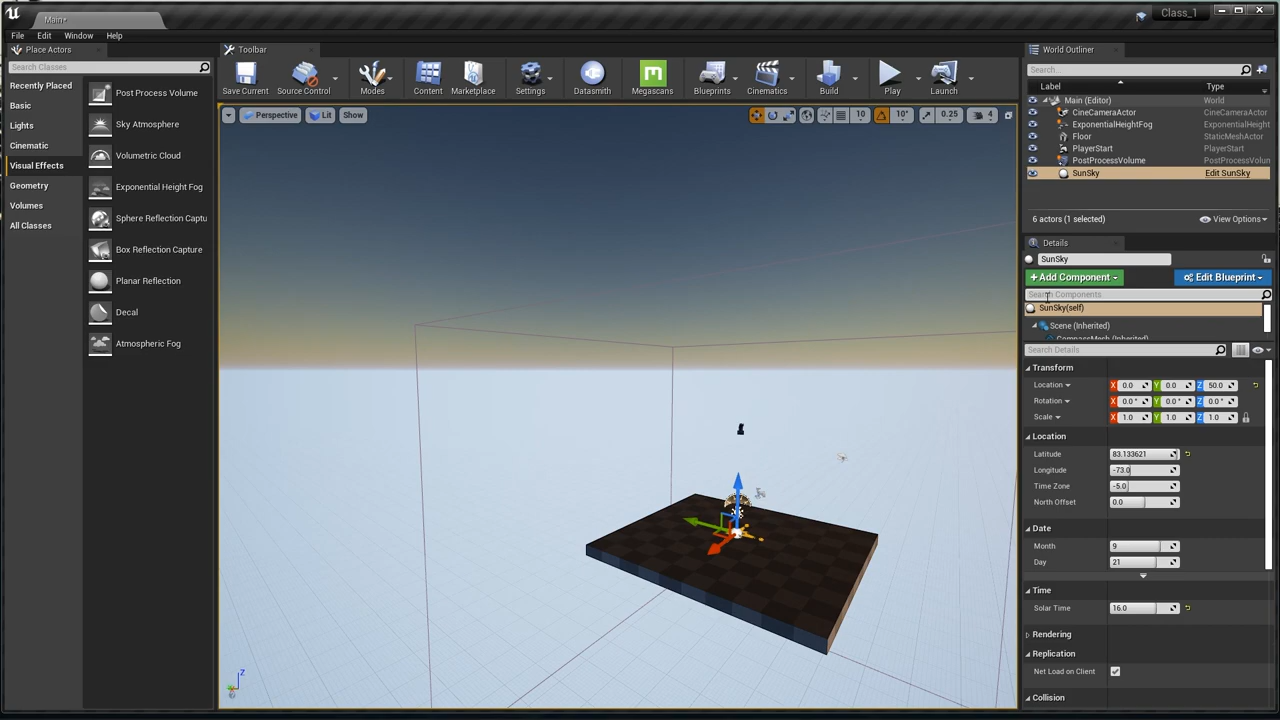 Main*
Class_1
File Edit Window Help
Place Actors
Search Classes
Recently Placed
Basic
Lights
Cinematic
Visual Effects
Geometry
Volumes
All Classes
Post Process Volume
Sky Atmosphere
Volumetric Cloud
Exponential Height Fog
Sphere Reflection Captu
Box Reflection Capture
Planar Reflection
Decal
Atmospheric Fog
Toolbar
Save Current Source Control Modes Content Marketplace Settings Datasmith Megascans Blueprints Cinematics Build Play Launch
Perspective Lit Show 10 10° 0.25 4
Z
World Outliner
Search...
Label Type
Main (Editor) World
CineCameraActor CineCameraActor
ExponentialHeightFog ExponentialHeight
Floor StaticMeshActor
PlayerStart PlayerStart
PostProcessVolume PostProcessVolun
SunSky Edit SunSky
6 actors (1 selected) View Options
Details
SunSky
+Add Component Edit Blueprint
Search Components
SunSky(self)
Scene (Inherited)
CompassMesh (Inherited)
Search Details
Transform
Location X 0.0 Y 0.0 Z 50.0
Rotation X 0.0° Y 0.0° Z 0.0°
Scale X 1.0 Y 1.0 Z 1.0
Location
Latitude 83.133621
Longitude -73.0
Time Zone -5.0
North Offset 0.0
Date
Month 9
Day 21
Time
Solar Time 16.0
Rendering
Replication
Net Load on Client
Collision